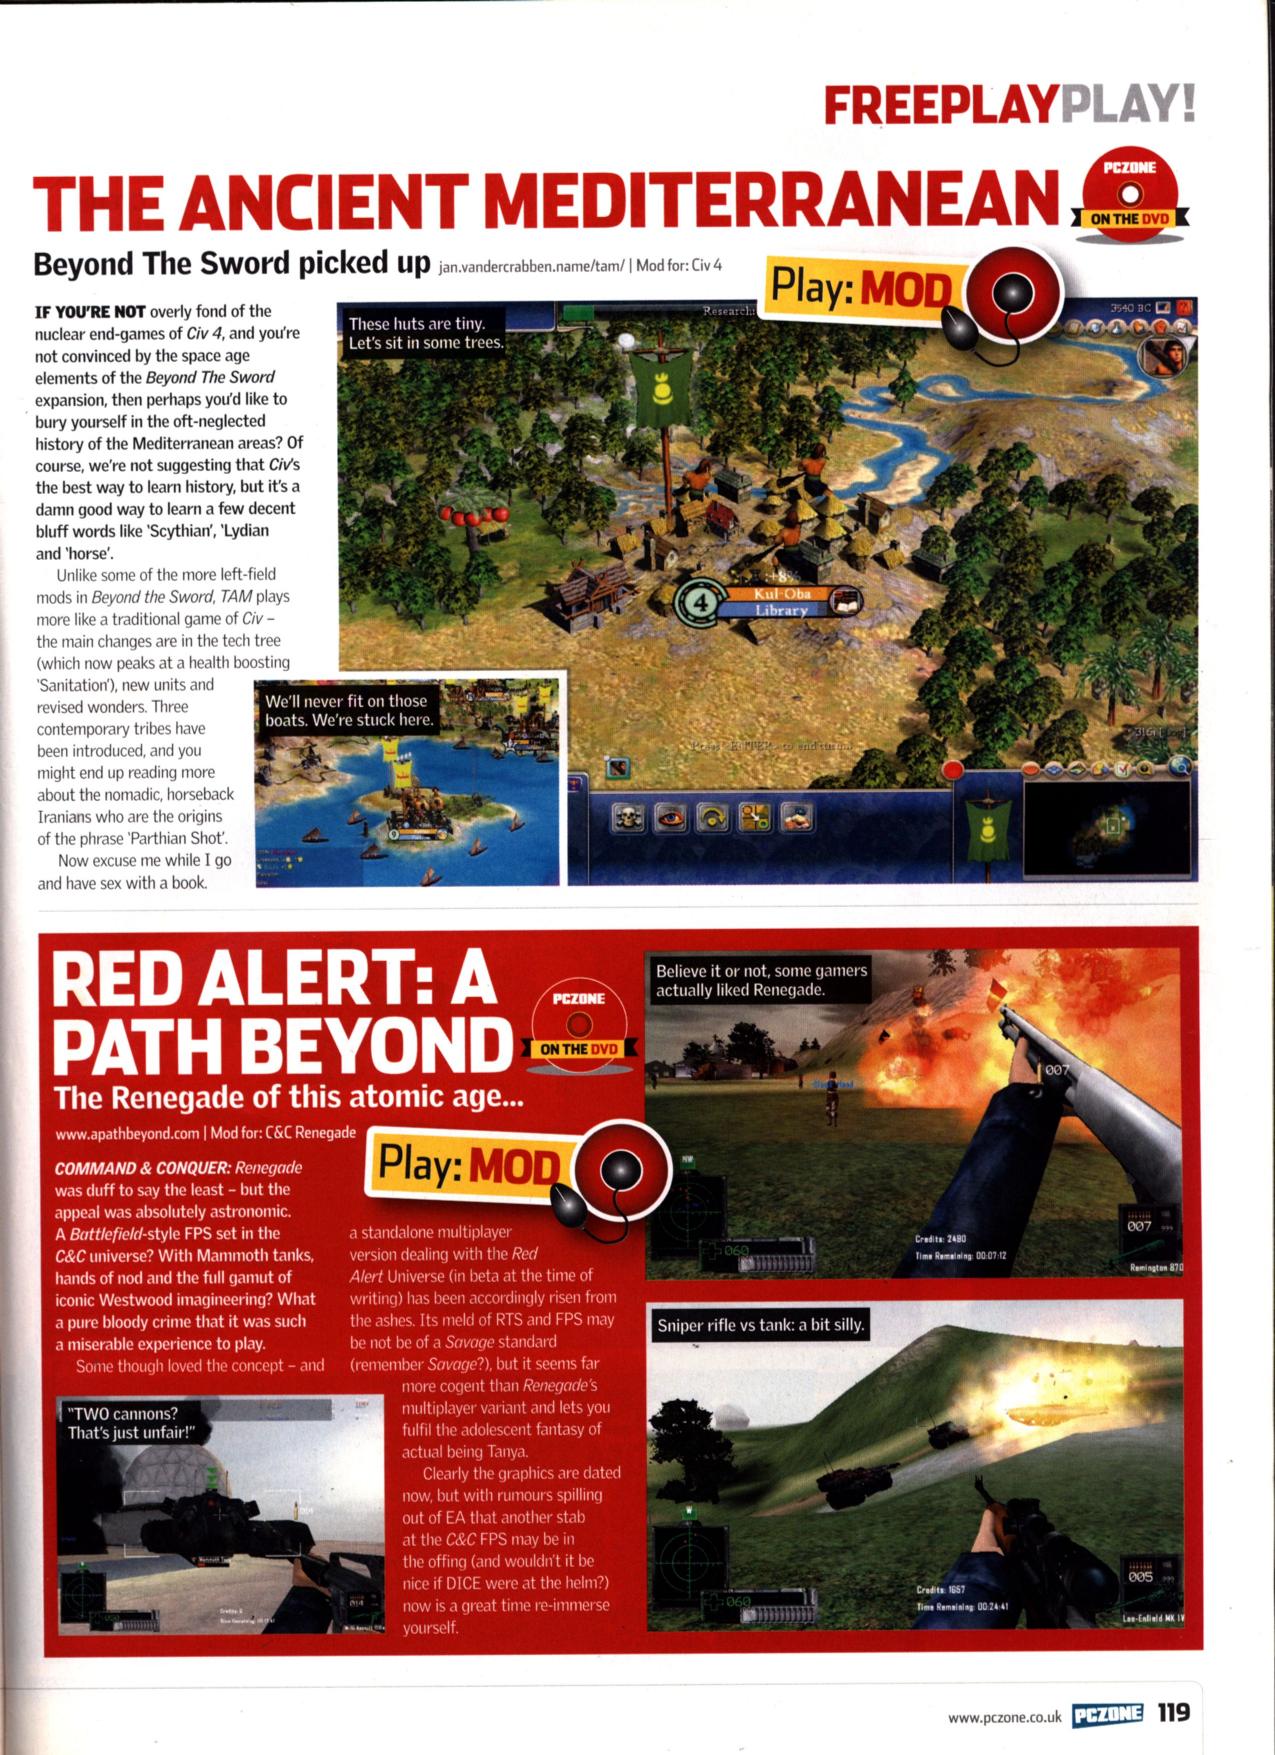 FREEPLAYPLAY!
THE ANCIENT MEDITERRANEAN
PCZONE
ON THE DVD
Beyond The Sword picked up jan.vandercrabben.name/tam/ | Mod for: Civ 4
Play: MOD
IF YOU'RE NOT overly fond of the
nuclear end-games of Civ 4, and you're
not convinced by the space age
elements of the Beyond The Sword
expansion, then perhaps you'd like to
bury yourself in the oft-neglected
history of the Mediterranean areas? Of
course, we're not suggesting that Civ's
the best way to learn history, but it's a
damn good way to learn a few decent
bluff words like 'Scythian', 'Lydian
and 'horse'.
Unlike some of the more left-field
mods in Beyond the Sword, TAM plays
more like a traditional game of Civ –
the main changes are in the tech tree
(which now peaks at a health boosting
'Sanitation'), new units and
revised wonders. Three
contemporary tribes have
been introduced, and you
might end up reading more
about the nomadic, horseback
Iranians who are the origins
of the phrase 'Parthian Shot'.
Now excuse me while I go
and have sex with a book.
These huts are tiny.
Let's sit in some trees.
Research:
3540 BC
+8%
4
Kul-Oba
Library
Press <ENTER> to end turn...
We'll never fit on those
boats. We're stuck here.
RED ALERT: A
PATH BEYOND
PCZONE
ON THE DVD
The Renegade of this atomic age...
www.apathbeyond.com | Mod for: C&C Renegade
Play: MOD
COMMAND & CONQUER: Renegade
was duff to say the least – but the
appeal was absolutely astronomic.
A Battlefield-style FPS set in the
C&C universe? With Mammoth tanks,
hands of nod and the full gamut of
iconic Westwood imagineering? What
a pure bloody crime that it was such
a miserable experience to play.
Some though loved the concept – and
a standalone multiplayer
version dealing with the Red
Alert Universe (in beta at the time of
writing) has been accordingly risen from
the ashes. Its meld of RTS and FPS may
be not be of a Savage standard
(remember Savage?), but it seems far
more cogent than Renegade's
multiplayer variant and lets you
fulfil the adolescent fantasy of
actual being Tanya.
Clearly the graphics are dated
now, but with rumours spilling
out of EA that another stab
at the C&C FPS may be in
the offing (and wouldn't it be
nice if DICE were at the helm?)
now is a great time re-immerse
yourself.
"TWO cannons?
That's just unfair!"
014
Believe it or not, some gamers
actually liked Renegade.
007
NW
060
Credits: 2480
Time Remaining: 00:07:12
007
999
Remington 870
Sniper rifle vs tank: a bit silly.
W
060
Credits: 1657
Time Remaining: 00:24:41
005
999
Lee-Enfield MK IV
www.pczone.co.uk PCZONE 119